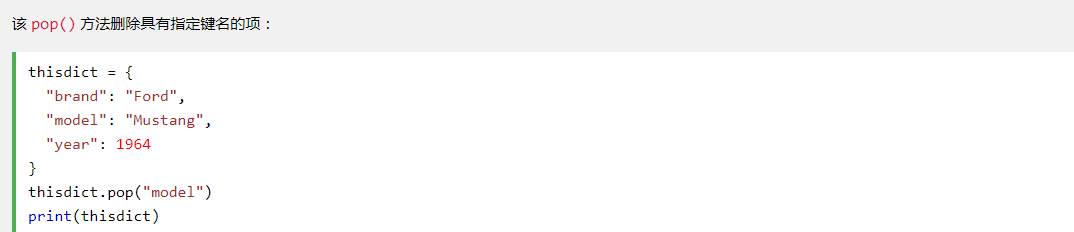 该 pop() 方法删除具有指定键名的项：
thisdict = {
  "brand": "Ford",
  "model": "Mustang",
  "year": 1964
}
thisdict.pop("model")
print(thisdict)